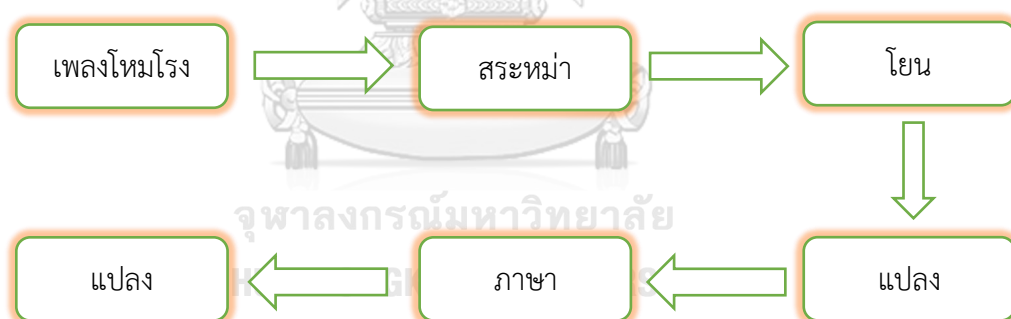 เพลงโหมโรง
สระหม่า
โยน
จุฬาลงกรณ์มหาวิทยาลัย
แปลง
ภาษา
แปลง